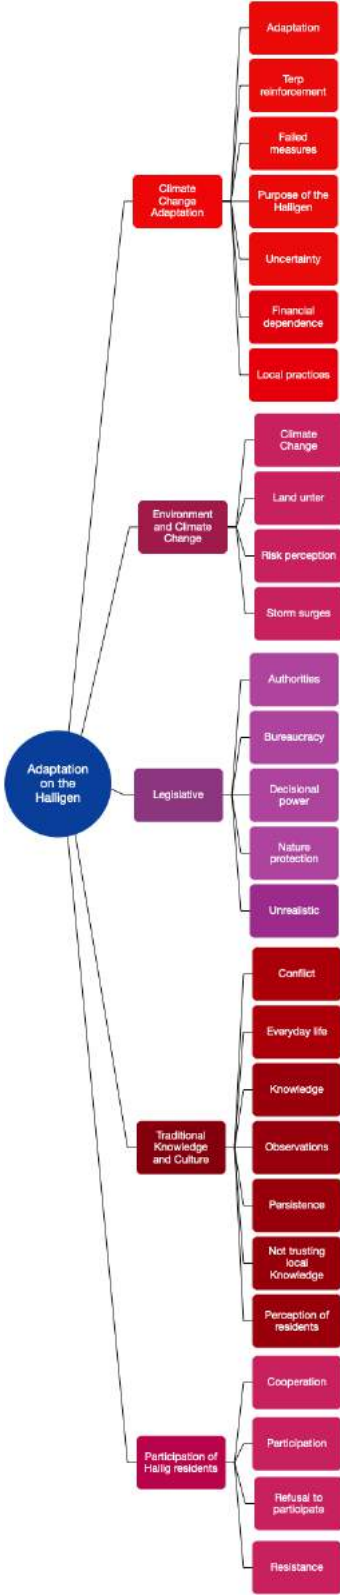 Adaptation
Terp
reinforcement
Failed
measures
Climate
Change
Adaptation
Purpose of the
Halligen
Uncertainty
Financial
dependence
Local practices
Climate
Change
Land unter
Environment
and Climate
Change
Risk perception
Storm surges
Authorities
Bureaucracy
Adaptation
on the
Halligen
Legislative
Decisional
power
Nature
protection
Unrealistic
Conflict
Everyday life
Knowledge
Traditional
Knowledge
and Culture
Observations
Persistence
Not trusting
local
Knowledge
Perception of
residents
Cooperation
Participation
Participation of
Hallig residents
Refusal to
participate
Resistance